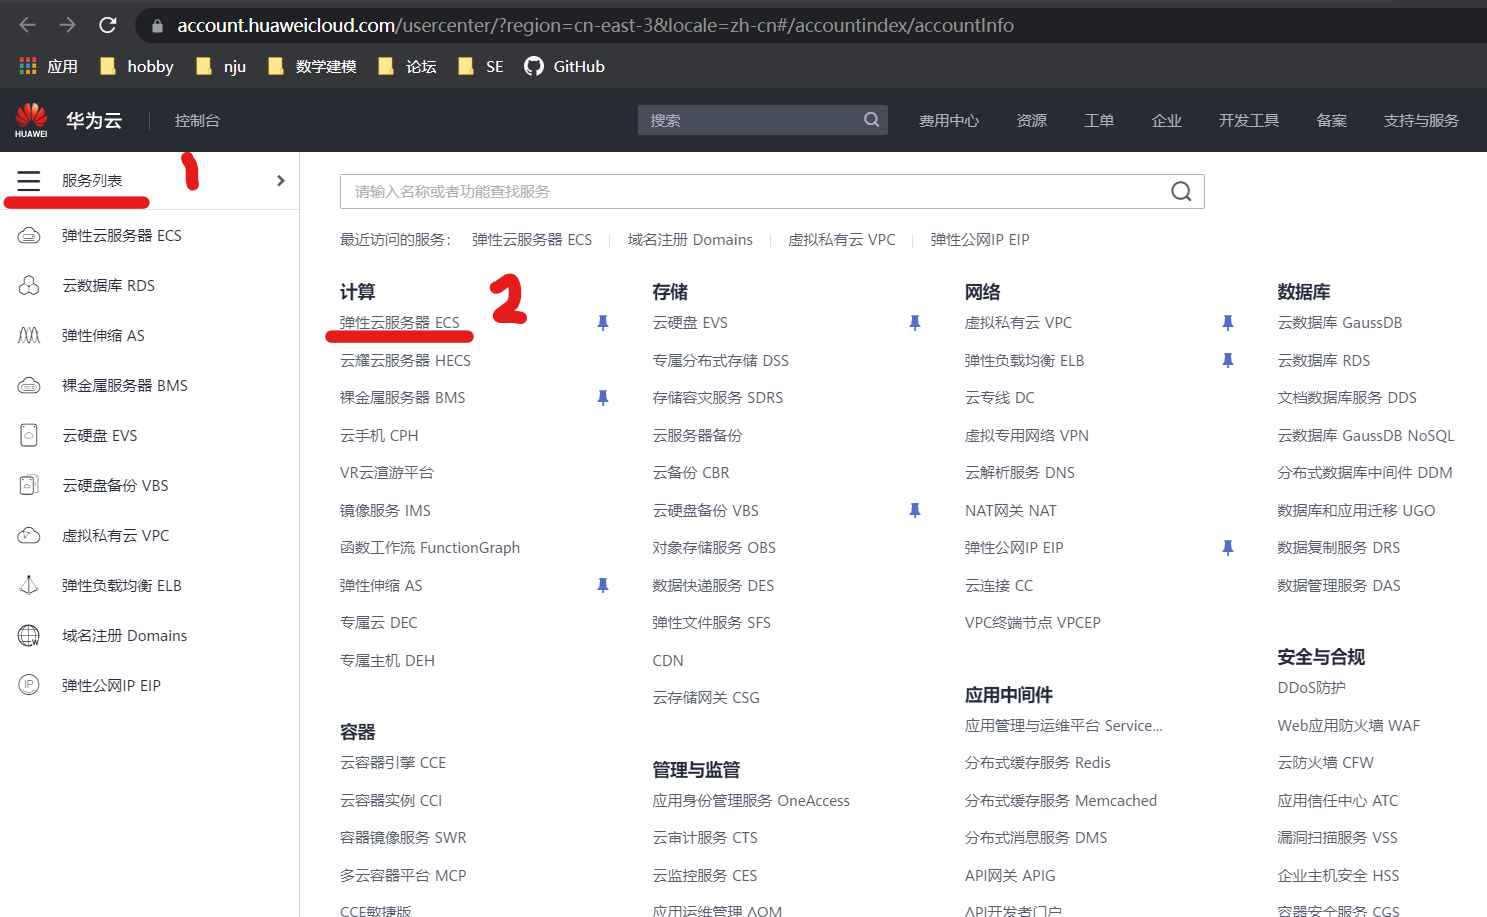 account.huaweicloud.com/usercenter/?region=cn-east-3&locale=zh-cn#/accountindex/accountInfo
应用 hobby nju 数学建模 论坛 SE GitHub
HUAWEI 华为云 控制台 搜索 费用中心 资源 工单 企业 开发工具 备案 支持与服务
服务列表
1
弹性云服务器 ECS
云数据库 RDS
弹性伸缩 AS
裸金属服务器 BMS
云硬盘 EVS
云硬盘备份 VBS
虚拟私有云 VPC
弹性负载均衡 ELB
域名注册 Domains
IP 弹性公网IP EIP
请输入名称或者功能查找服务
最近访问的服务： 弹性云服务器 ECS 域名注册 Domains 虚拟私有云 VPC 弹性公网IP EIP
计算
2
弹性云服务器 ECS
云耀云服务器 HECS
裸金属服务器 BMS
云手机 CPH
VR云渲游平台
镜像服务 IMS
函数工作流 FunctionGraph
弹性伸缩 AS
专属云 DEC
专属主机 DEH
容器
云容器引擎 CCE
云容器实例 CCI
容器镜像服务 SWR
多云容器平台 MCP
CCE敏捷版
存储
云硬盘 EVS
专属分布式存储 DSS
存储容灾服务 SDRS
云服务器备份
云备份 CBR
云硬盘备份 VBS
对象存储服务 OBS
数据快递服务 DES
弹性文件服务 SFS
CDN
云存储网关 CSG
管理与监管
应用身份管理服务 OneAccess
云审计服务 CTS
云监控服务 CES
应用运维管理 AOM
网络
虚拟私有云 VPC
弹性负载均衡 ELB
云专线 DC
虚拟专用网络 VPN
云解析服务 DNS
NAT网关 NAT
弹性公网IP EIP
云连接 CC
VPC终端节点 VPCEP
应用中间件
应用管理与运维平台 Service...
分布式缓存服务 Redis
分布式缓存服务 Memcached
分布式消息服务 DMS
API网关 APIG
API开发者门户
数据库
云数据库 GaussDB
云数据库 RDS
文档数据库服务 DDS
云数据库 GaussDB NoSQL
分布式数据库中间件 DDM
数据库和应用迁移 UGO
数据复制服务 DRS
数据管理服务 DAS
安全与合规
DDoS防护
Web应用防火墙 WAF
云防火墙 CFW
应用信任中心 ATC
漏洞扫描服务 VSS
企业主机安全 HSS
容器安全服务 CGS